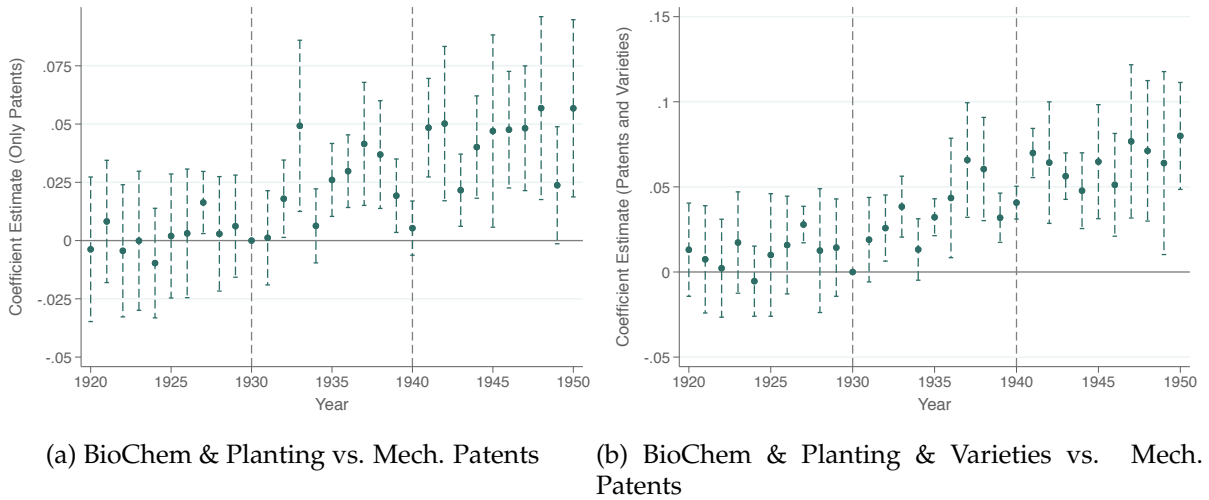 Coefficient Estimate (Only Patents)
.075
.05
.025
0
-.025
-.05
1920 1925 1930 1935 1940 1945 1950
Year
(a) BioChem & Planting vs. Mech. Patents
Coefficient Estimate (Patents and Varieties)
.15
.1
.05
0
-.05
1920 1925 1930 1935 1940 1945 1950
Year
(b) BioChem & Planting & Varieties vs. Mech.
Patents